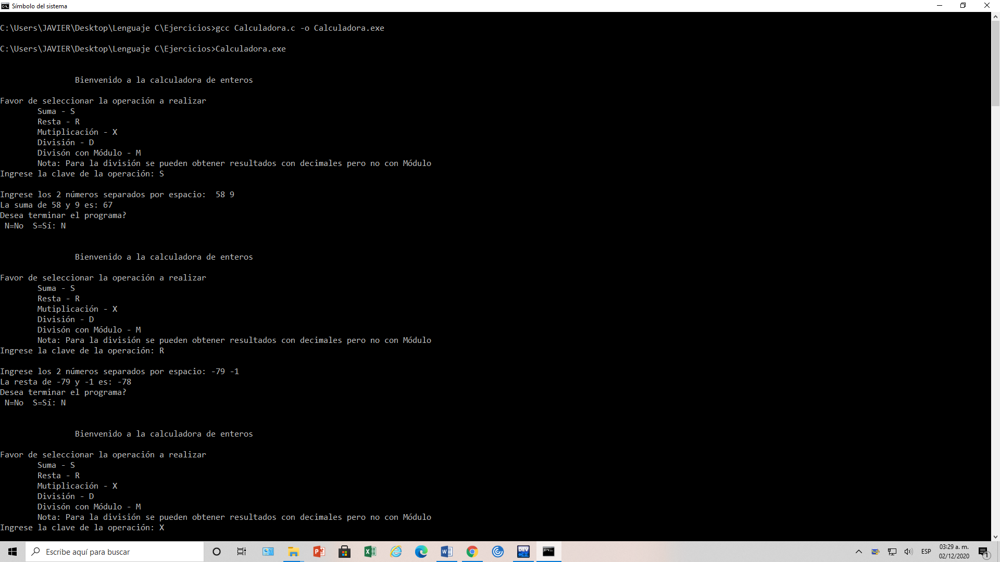 Símbolo del sistema
C:\Users\JAVIER\Desktop\Lenguaje C\Ejercicios>gcc Calculadora.c -o Calculadora.exe
C:\Users\JAVIER\Desktop\Lenguaje C\Ejercicios>Calculadora.exe
Bienvenido a la calculadora de enteros
Favor de seleccionar la operación a realizar
Suma - S
Resta - R
Mutiplicación - X
División - D
Divisón con Módulo - M
Nota: Para la división se pueden obtener resultados con decimales pero no con Módulo
Ingrese la clave de la operación: S
Ingrese los 2 números separados por espacio:  58 9
La suma de 58 y 9 es: 67
Desea terminar el programa?
N=No  S=Sí: N
Bienvenido a la calculadora de enteros
Favor de seleccionar la operación a realizar
Suma - S
Resta - R
Mutiplicación - X
División - D
Divisón con Módulo - M
Nota: Para la división se pueden obtener resultados con decimales pero no con Módulo
Ingrese la clave de la operación: R
Ingrese los 2 números separados por espacio: -79 -1
La resta de -79 y -1 es: -78
Desea terminar el programa?
N=No  S=Sí: N
Bienvenido a la calculadora de enteros
Favor de seleccionar la operación a realizar
Suma - S
Resta - R
Mutiplicación - X
División - D
Divisón con Módulo - M
Nota: Para la división se pueden obtener resultados con decimales pero no con Módulo
Ingrese la clave de la operación: X
Escribe aquí para buscar
DEV
ESP
03:29 a. m.
02/12/2020
1